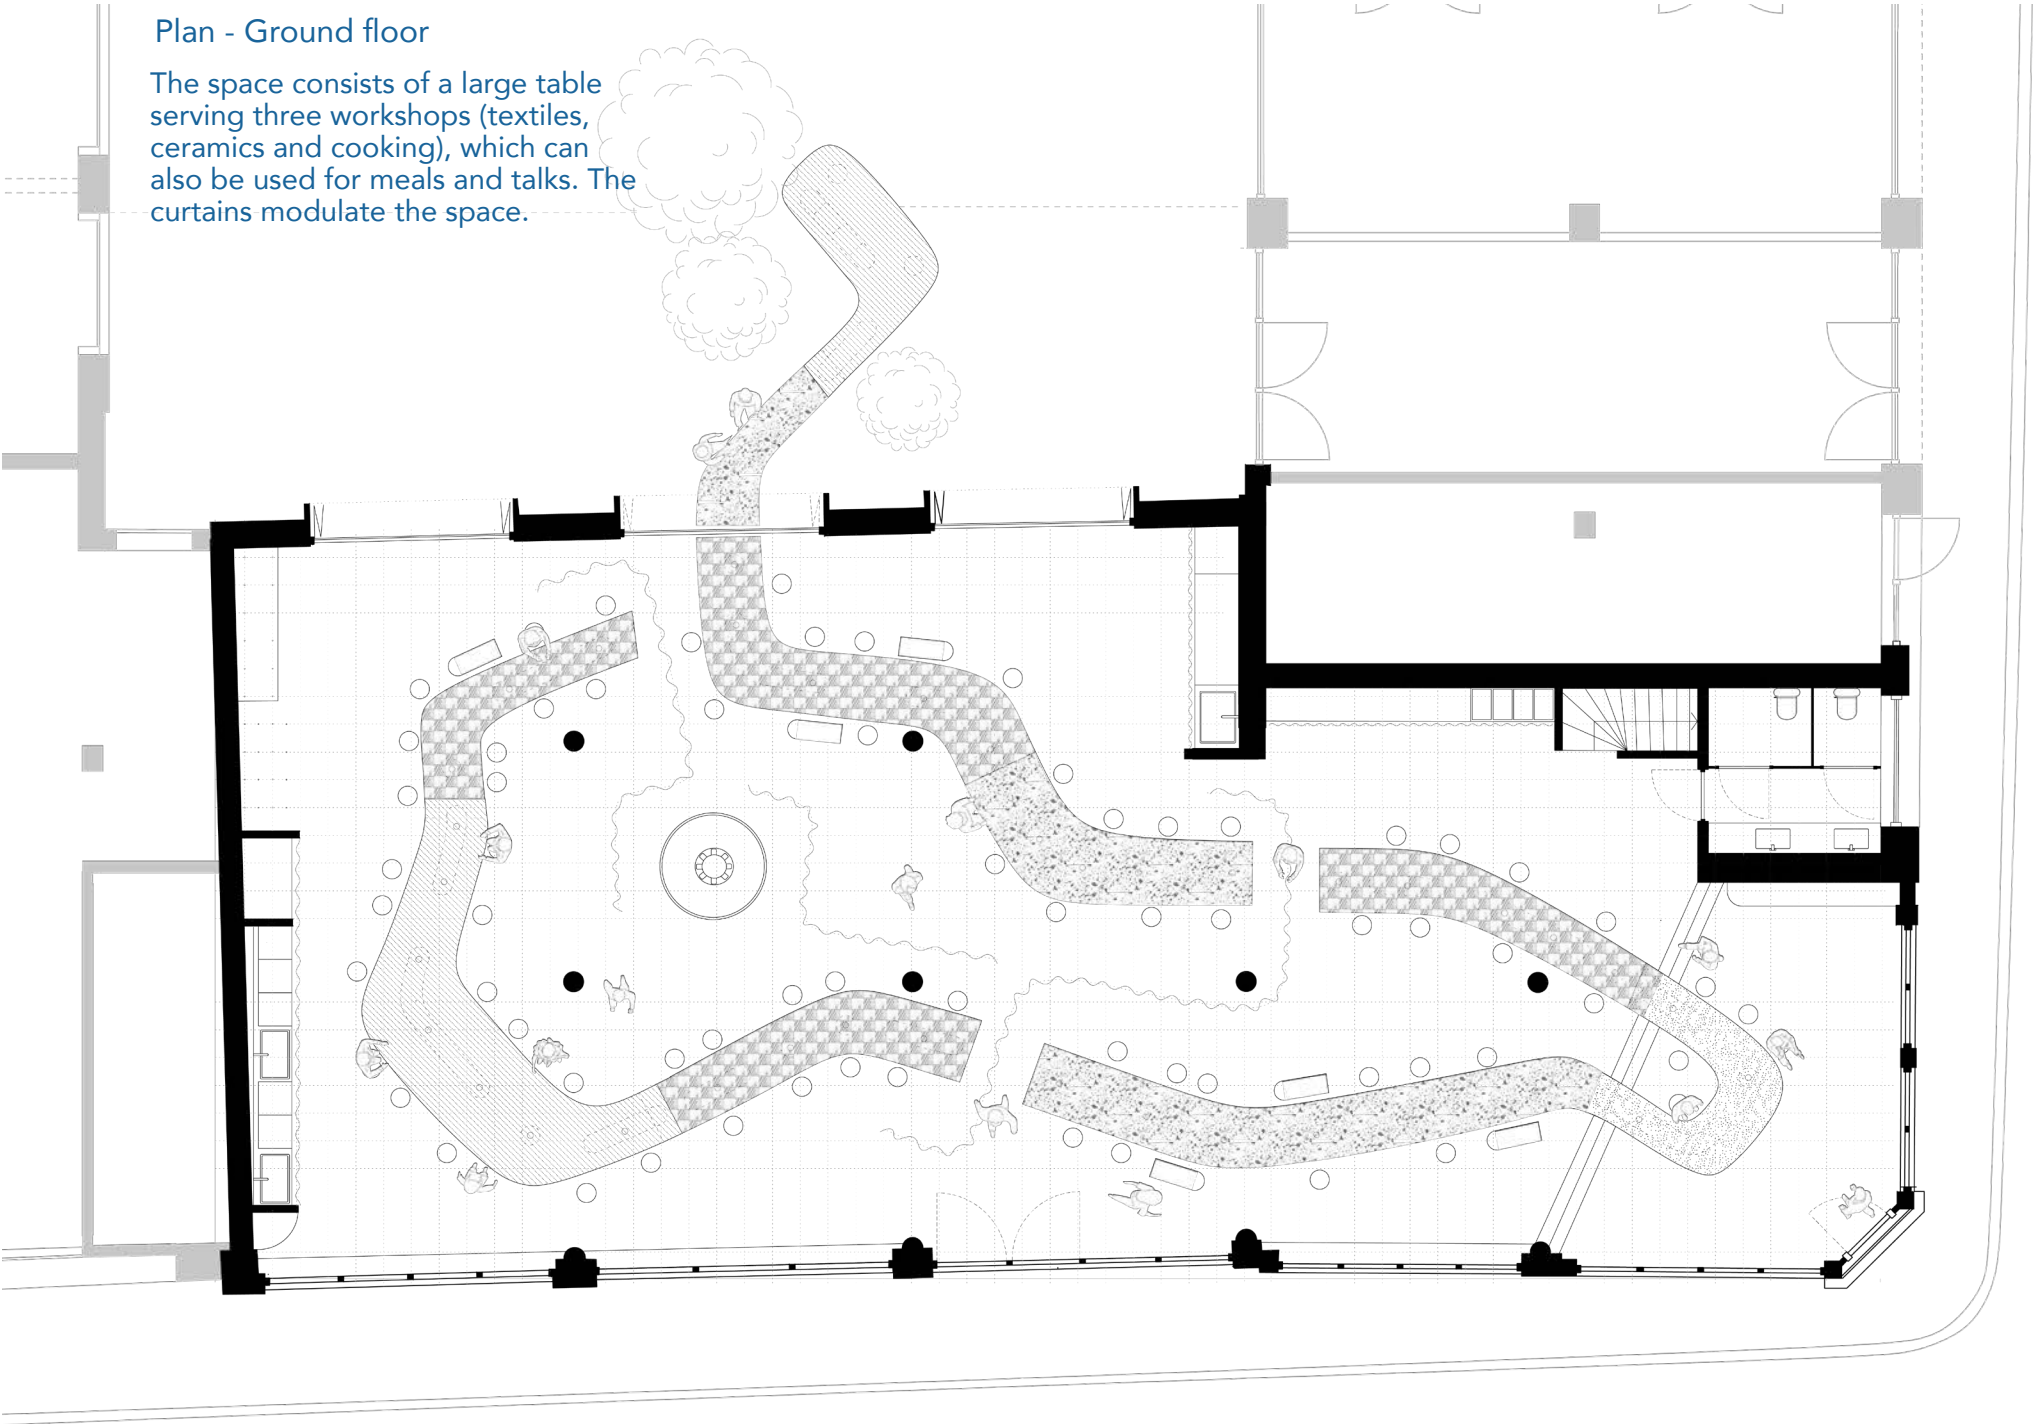 Plan - Ground floor
The space consists of a large table
serving three workshops (textiles,
ceramics and cooking), which can
also be used for meals and talks. The
curtains modulate the space.